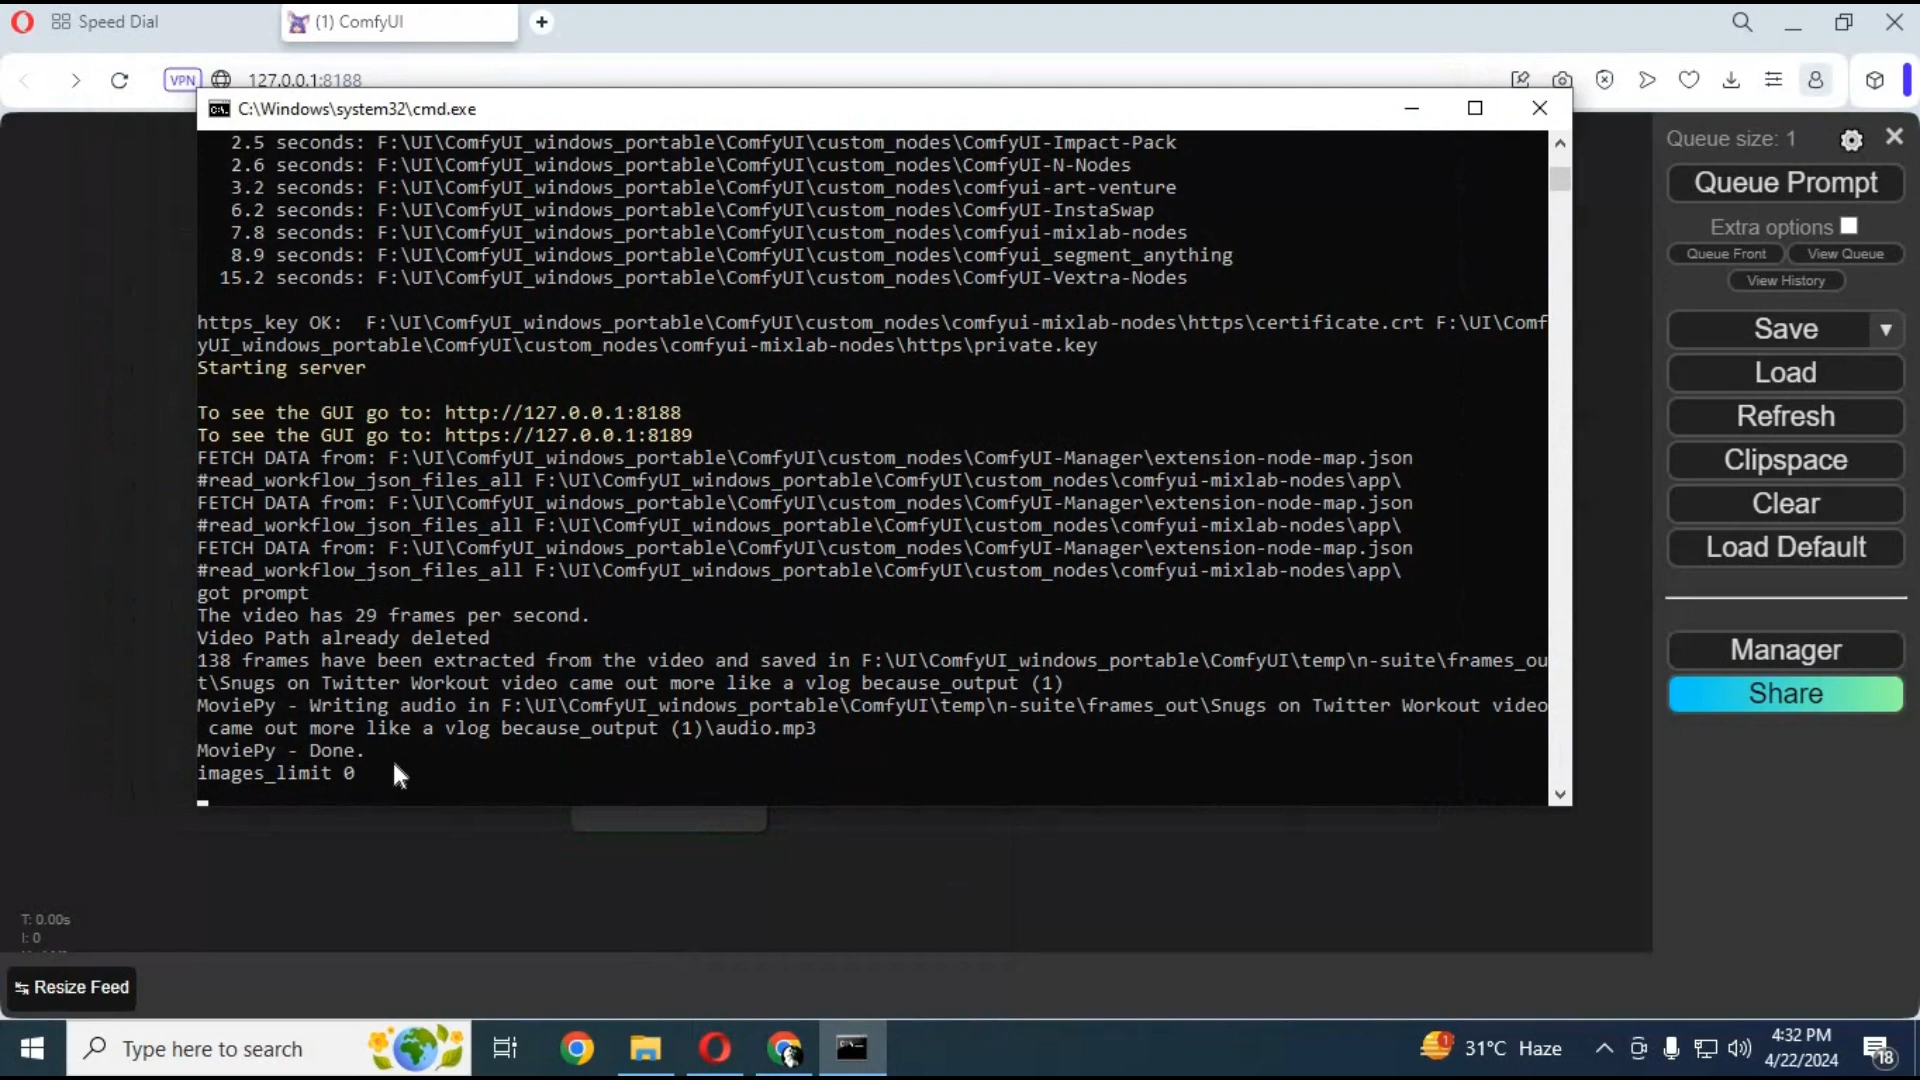 Speed Dial
(1) ComfyUI
VPN
127.0.0.1:8188
C:\Windows\system32\cmd.exe
2.5 seconds: F:\UI\ComfyUI_windows_portable\ComfyUI\custom_nodes\ComfyUI-Impact-Pack
2.6 seconds: F:\UI\ComfyUI_windows_portable\ComfyUI\custom_nodes\ComfyUI-N-Nodes
3.2 seconds: F:\UI\ComfyUI_windows_portable\ComfyUI\custom_nodes\comfyui-art-venture
6.2 seconds: F:\UI\ComfyUI_windows_portable\ComfyUI\custom_nodes\ComfyUI-InstaSwap
7.8 seconds: F:\UI\ComfyUI_windows_portable\ComfyUI\custom_nodes\comfyui-mixlab-nodes
8.9 seconds: F:\UI\ComfyUI_windows_portable\ComfyUI\custom_nodes\comfyui_segment_anything
15.2 seconds: F:\UI\ComfyUI_windows_portable\ComfyUI\custom_nodes\ComfyUI-Vextra-Nodes
https_key OK:  F:\UI\ComfyUI_windows_portable\ComfyUI\custom_nodes\comfyui-mixlab-nodes\https\certificate.crt F:\UI\Comf
yUI_windows_portable\ComfyUI\custom_nodes\comfyui-mixlab-nodes\https\private.key
Starting server
To see the GUI go to: http://127.0.0.1:8188
To see the GUI go to: https://127.0.0.1:8189
FETCH DATA from: F:\UI\ComfyUI_windows_portable\ComfyUI\custom_nodes\ComfyUI-Manager\extension-node-map.json
#read_workflow_json_files_all F:\UI\ComfyUI_windows_portable\ComfyUI\custom_nodes\comfyui-mixlab-nodes\app\
FETCH DATA from: F:\UI\ComfyUI_windows_portable\ComfyUI\custom_nodes\ComfyUI-Manager\extension-node-map.json
#read_workflow_json_files_all F:\UI\ComfyUI_windows_portable\ComfyUI\custom_nodes\comfyui-mixlab-nodes\app\
FETCH DATA from: F:\UI\ComfyUI_windows_portable\ComfyUI\custom_nodes\ComfyUI-Manager\extension-node-map.json
#read_workflow_json_files_all F:\UI\ComfyUI_windows_portable\ComfyUI\custom_nodes\comfyui-mixlab-nodes\app\
got prompt
The video has 29 frames per second.
Video Path already deleted
138 frames have been extracted from the video and saved in F:\UI\ComfyUI_windows_portable\ComfyUI\temp\n-suite\frames_ou
t\Snugs on Twitter Workout video came out more like a vlog because_output (1)
MoviePy - Writing audio in F:\UI\ComfyUI_windows_portable\ComfyUI\temp\n-suite\frames_out\Snugs on Twitter Workout video
came out more like a vlog because_output (1)\audio.mp3
MoviePy - Done.
images_limit 0
Queue size: 1
Queue Prompt
Extra options
Queue Front
View Queue
View History
Save
Load
Refresh
Clipspace
Clear
Load Default
Manager
Share
T: 0.00s
I: 0
Resize Feed
Type here to search
1
31°C Haze
4:32 PM
4/22/2024
18